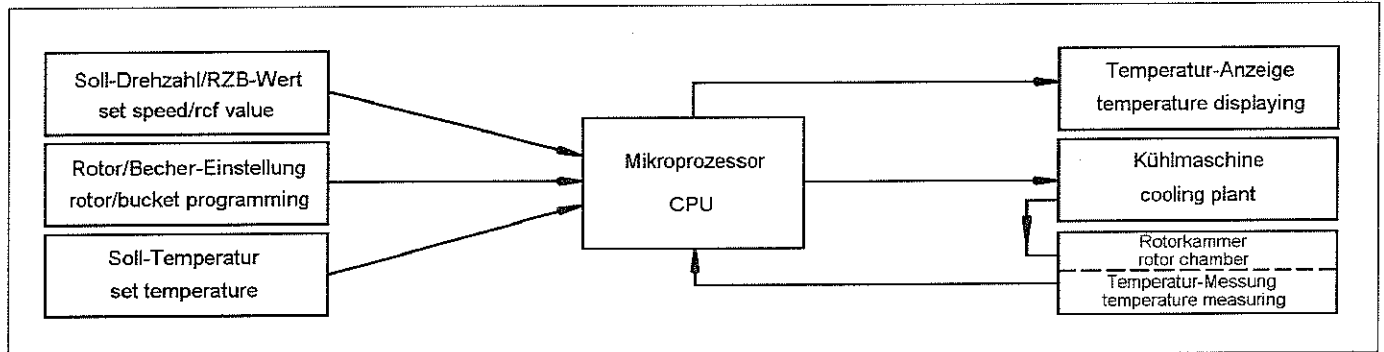 Soll-Drehzahl/RZB-Wert
set speed/rcf value
Rotor/Becher-Einstellung
rotor/bucket programming
Soll-Temperatur
set temperature
Mikroprozessor
CPU
Temperatur-Anzeige
temperature displaying
Kühlmaschine
cooling plant
Rotorkammer
rotor chamber
Temperatur-Messung
temperature measuring